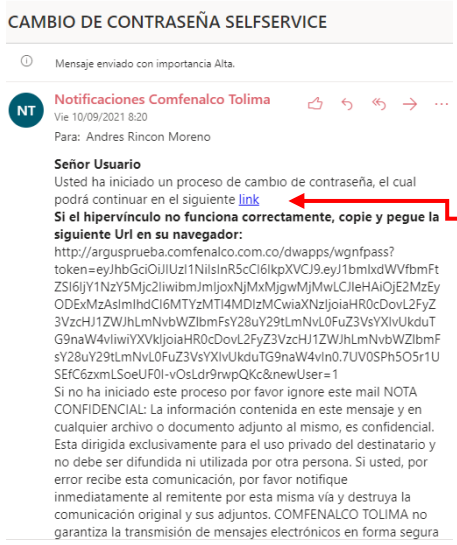 CAMBIO DE CONTRASEÑA SELFSERVICE
Mensaje enviado con importancia Alta.
NT
Notificaciones Comfenalco Tolima
Vie 10/09/2021 8:20
Para: Andres Rincon Moreno
Señor Usuario
Usted ha iniciado un proceso de cambio de contraseña, el cual
podrá continuar en el siguiente link
Si el hipervínculo no funciona correctamente, copie y pegue la
siguiente Url en su navegador:
http://argusprueba.comfenalco.com.co/dwapps/wgnfpass?
token=eyJhbGciOiJIUzI1NiIsInR5cCI6IkpXVCJ9.eyJ1bmlxdWVfbmFt
ZSI6IjY1NzY5Mjc2IiwibmJmIjoxNjMxMjgwMjMwLCJleHAiOjE2MzEy
ODExMzAsImlhdCI6MTYzMTI4MDIzMCwiaXNzIjoiaHR0cDovL2FyZ
3VzcHJ1ZWJhLmNvbWZlbmFsY28uY29tLmNvL0FuZ3VsYXIvUkduT
G9naW4vIiwiYXVkIjoiaHR0cDovL2FyZ3VzcHJ1ZWJhLmNvbWZlbmF
sY28uY29tLmNvL0FuZ3VsYXIvUkduTG9naW4vIn0.7UV0SPh5O5r1U
SEfC6zxmLSoeUF0I-vOsLdr9rwpQKc&newUser=1
Si no ha iniciado este proceso por favor ignore este mail NOTA
CONFIDENCIAL: La información contenida en este mensaje y en
cualquier archivo o documento adjunto al mismo, es confidencial.
Esta dirigida exclusivamente para el uso privado del destinatario y
no debe ser difundida ni utilizada por otra persona. Si usted, por
error recibe esta comunicación, por favor notifique
inmediatamente al remitente por esta misma vía y destruya la
comunicación original y sus adjuntos. COMFENALCO TOLIMA no
garantiza la transmisión de mensajes electrónicos en forma segura